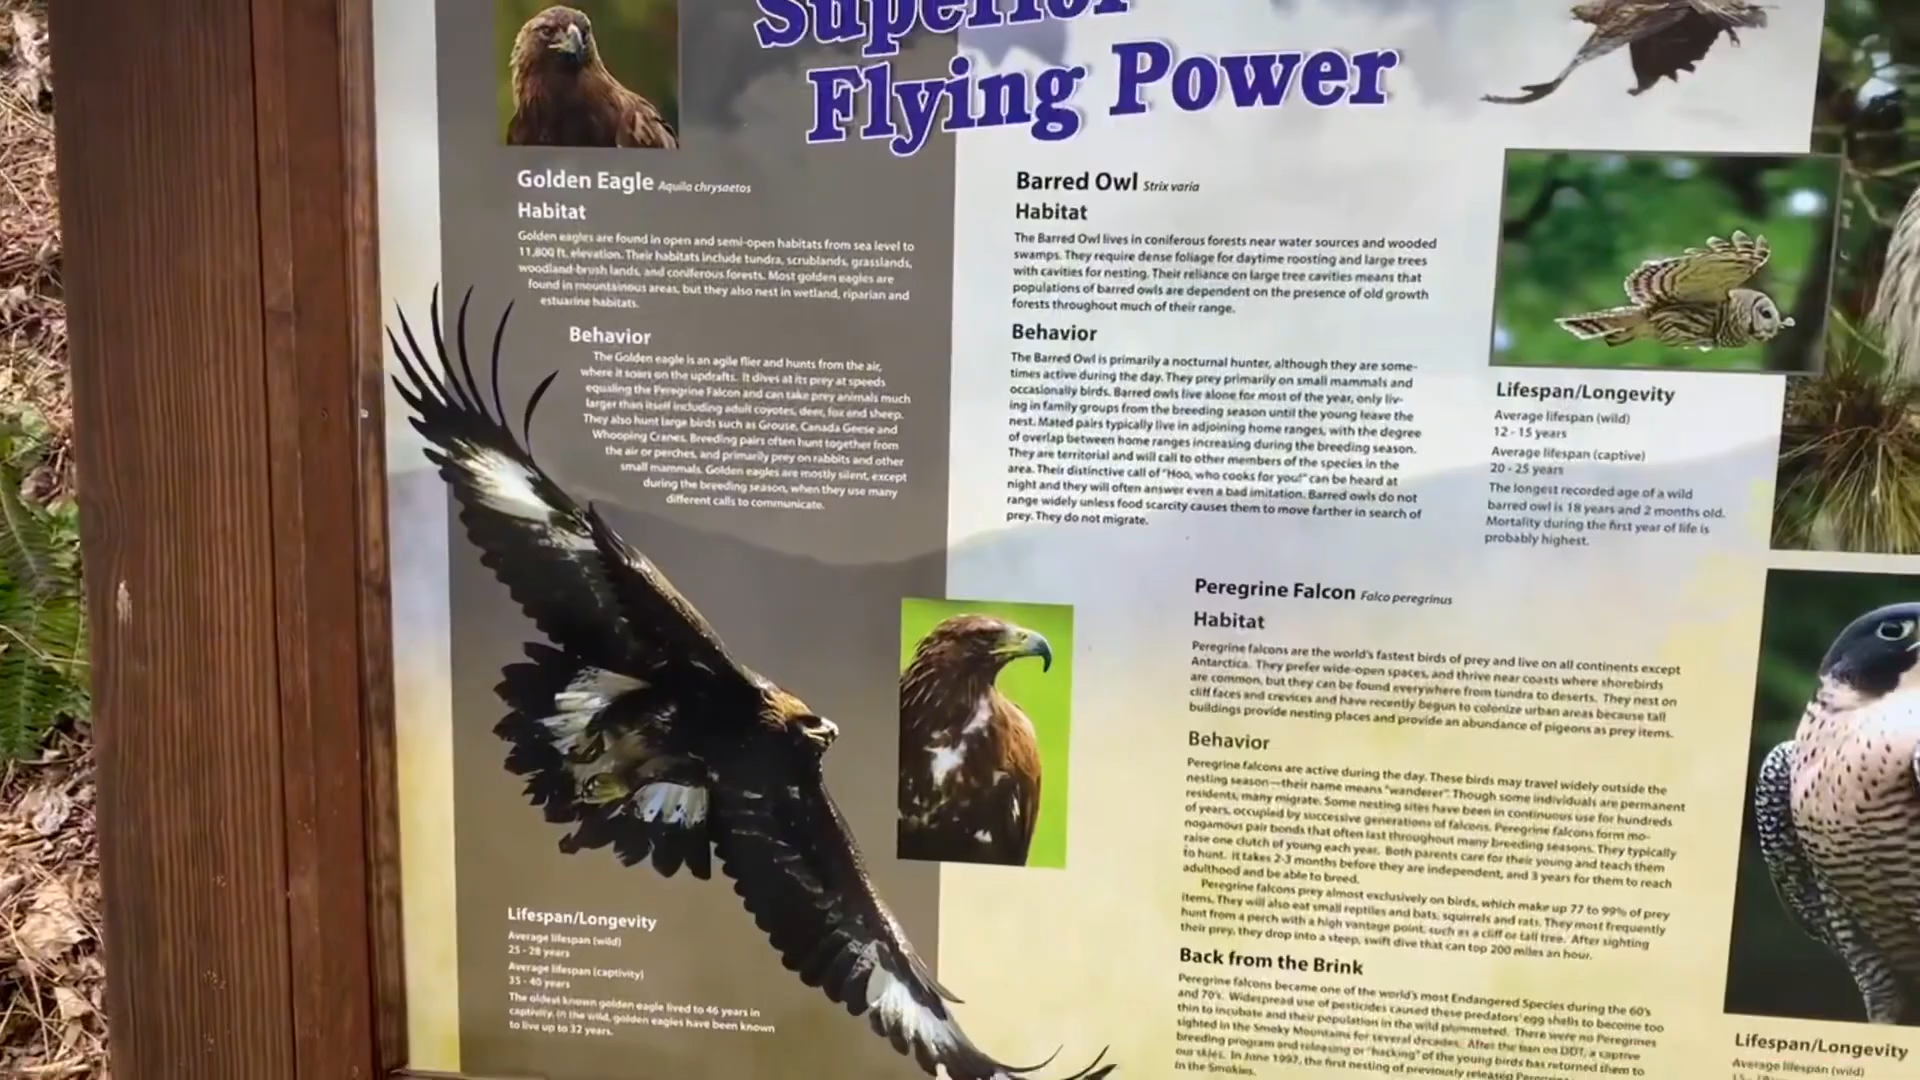 Superior
Flying Power
Golden Eagle Aquila chrysaetos
Habitat
Golden eagles are found in open and semi-open habitats from sea level to
11,800 ft. elevation. Their habitats include tundra, scrublands, grasslands,
woodland-brush lands, and coniferous forests. Most golden eagles are
found in mountainous areas, but they also nest in wetland, riparian and
estuarine habitats.
Behavior
The Golden eagle is an agile flier and hunts from the air,
where it soars on the updrafts. It dives at its prey at speeds
equaling the Peregrine Falcon and can take prey animals much
larger than itself including adult coyotes, deer, fox and sheep.
They also hunt large birds such as Grouse, Canada Geese and
Whooping Cranes. Breeding pairs often hunt together from
the air or perches, and primarily prey on rabbits and other
small mammals. Golden eagles are mostly silent, except
during the breeding season, when they use many
different calls to communicate.
Lifespan/Longevity
Average lifespan (wild)
25 - 28 years
Average lifespan (captivity)
35 - 40 years
The oldest known golden eagle lived to 46 years in
captivity. In the wild, golden eagles have been known
to live up to 32 years.
Barred Owl Strix varia
Habitat
The Barred Owl lives in coniferous forests near water sources and wooded
swamps. They require dense foliage for daytime roosting and large trees
with cavities for nesting. Their reliance on large tree cavities means that
populations of barred owls are dependent on the presence of old growth
forests throughout much of their range.
Behavior
The Barred Owl is primarily a nocturnal hunter, although they are some-
times active during the day. They prey primarily on small mammals and
occasionally birds. Barred owls live alone for most of the year, only liv-
ing in family groups from the breeding season until the young leave the
nest. Mated pairs typically live in adjoining home ranges, with the degree
of overlap between home ranges increasing during the breeding season.
They are territorial and will call to other members of the species in the
area. Their distinctive call of "Hoo, who cooks for you!" can be heard at
night and they will often answer even a bad imitation. Barred owls do not
range widely unless food scarcity causes them to move farther in search of
prey. They do not migrate.
Lifespan/Longevity
Average lifespan (wild)
12 - 15 years
Average lifespan (captive)
20 - 25 years
The longest recorded age of a wild
barred owl is 18 years and 2 months old.
Mortality during the first year of life is
probably highest.
Peregrine Falcon Falco peregrinus
Habitat
Peregrine falcons are the world's fastest birds of prey and live on all continents except
Antarctica. They prefer wide-open spaces, and thrive near coasts where shorebirds
are common, but they can be found everywhere from tundra to deserts. They nest on
cliff faces and crevices and have recently begun to colonize urban areas because tall
buildings provide nesting places and provide an abundance of pigeons as prey items.
Behavior
Peregrine falcons are active during the day. These birds may travel widely outside the
nesting season—their name means "wanderer". Though some individuals are permanent
residents, many migrate. Some nesting sites have been in continuous use for hundreds
of years, occupied by successive generations of falcons. Peregrine falcons form mo-
nogamous pair bonds that often last throughout many breeding seasons. They typically
raise one clutch of young each year. Both parents care for their young and teach them
to hunt. It takes 2-3 months before they are independent, and 3 years for them to reach
adulthood and be able to breed.
Peregrine falcons prey almost exclusively on birds, which make up 77 to 99% of prey
items. They will also eat small reptiles and bats, squirrels and rats. They most frequently
hunt from a perch with a high vantage point, such as a cliff or tall tree. After sighting
their prey, they drop into a steep, swift dive that can top 200 miles an hour.
Back from the Brink
Peregrine falcons became one of the world's most Endangered Species during the 60's
and 70's. Widespread use of pesticides caused these predators' egg shells to become too
thin to incubate and their population in the wild plummeted. There were no Peregrines
sighted in the Smoky Mountains for several decades. After the ban on DDT, a captive
breeding program and releasing or "hacking" of the young birds has returned them to
our skies. In June 1997, the first nesting of previously released
in the Smokies.
Lifespan/Longevity
Average lifespan (wild)